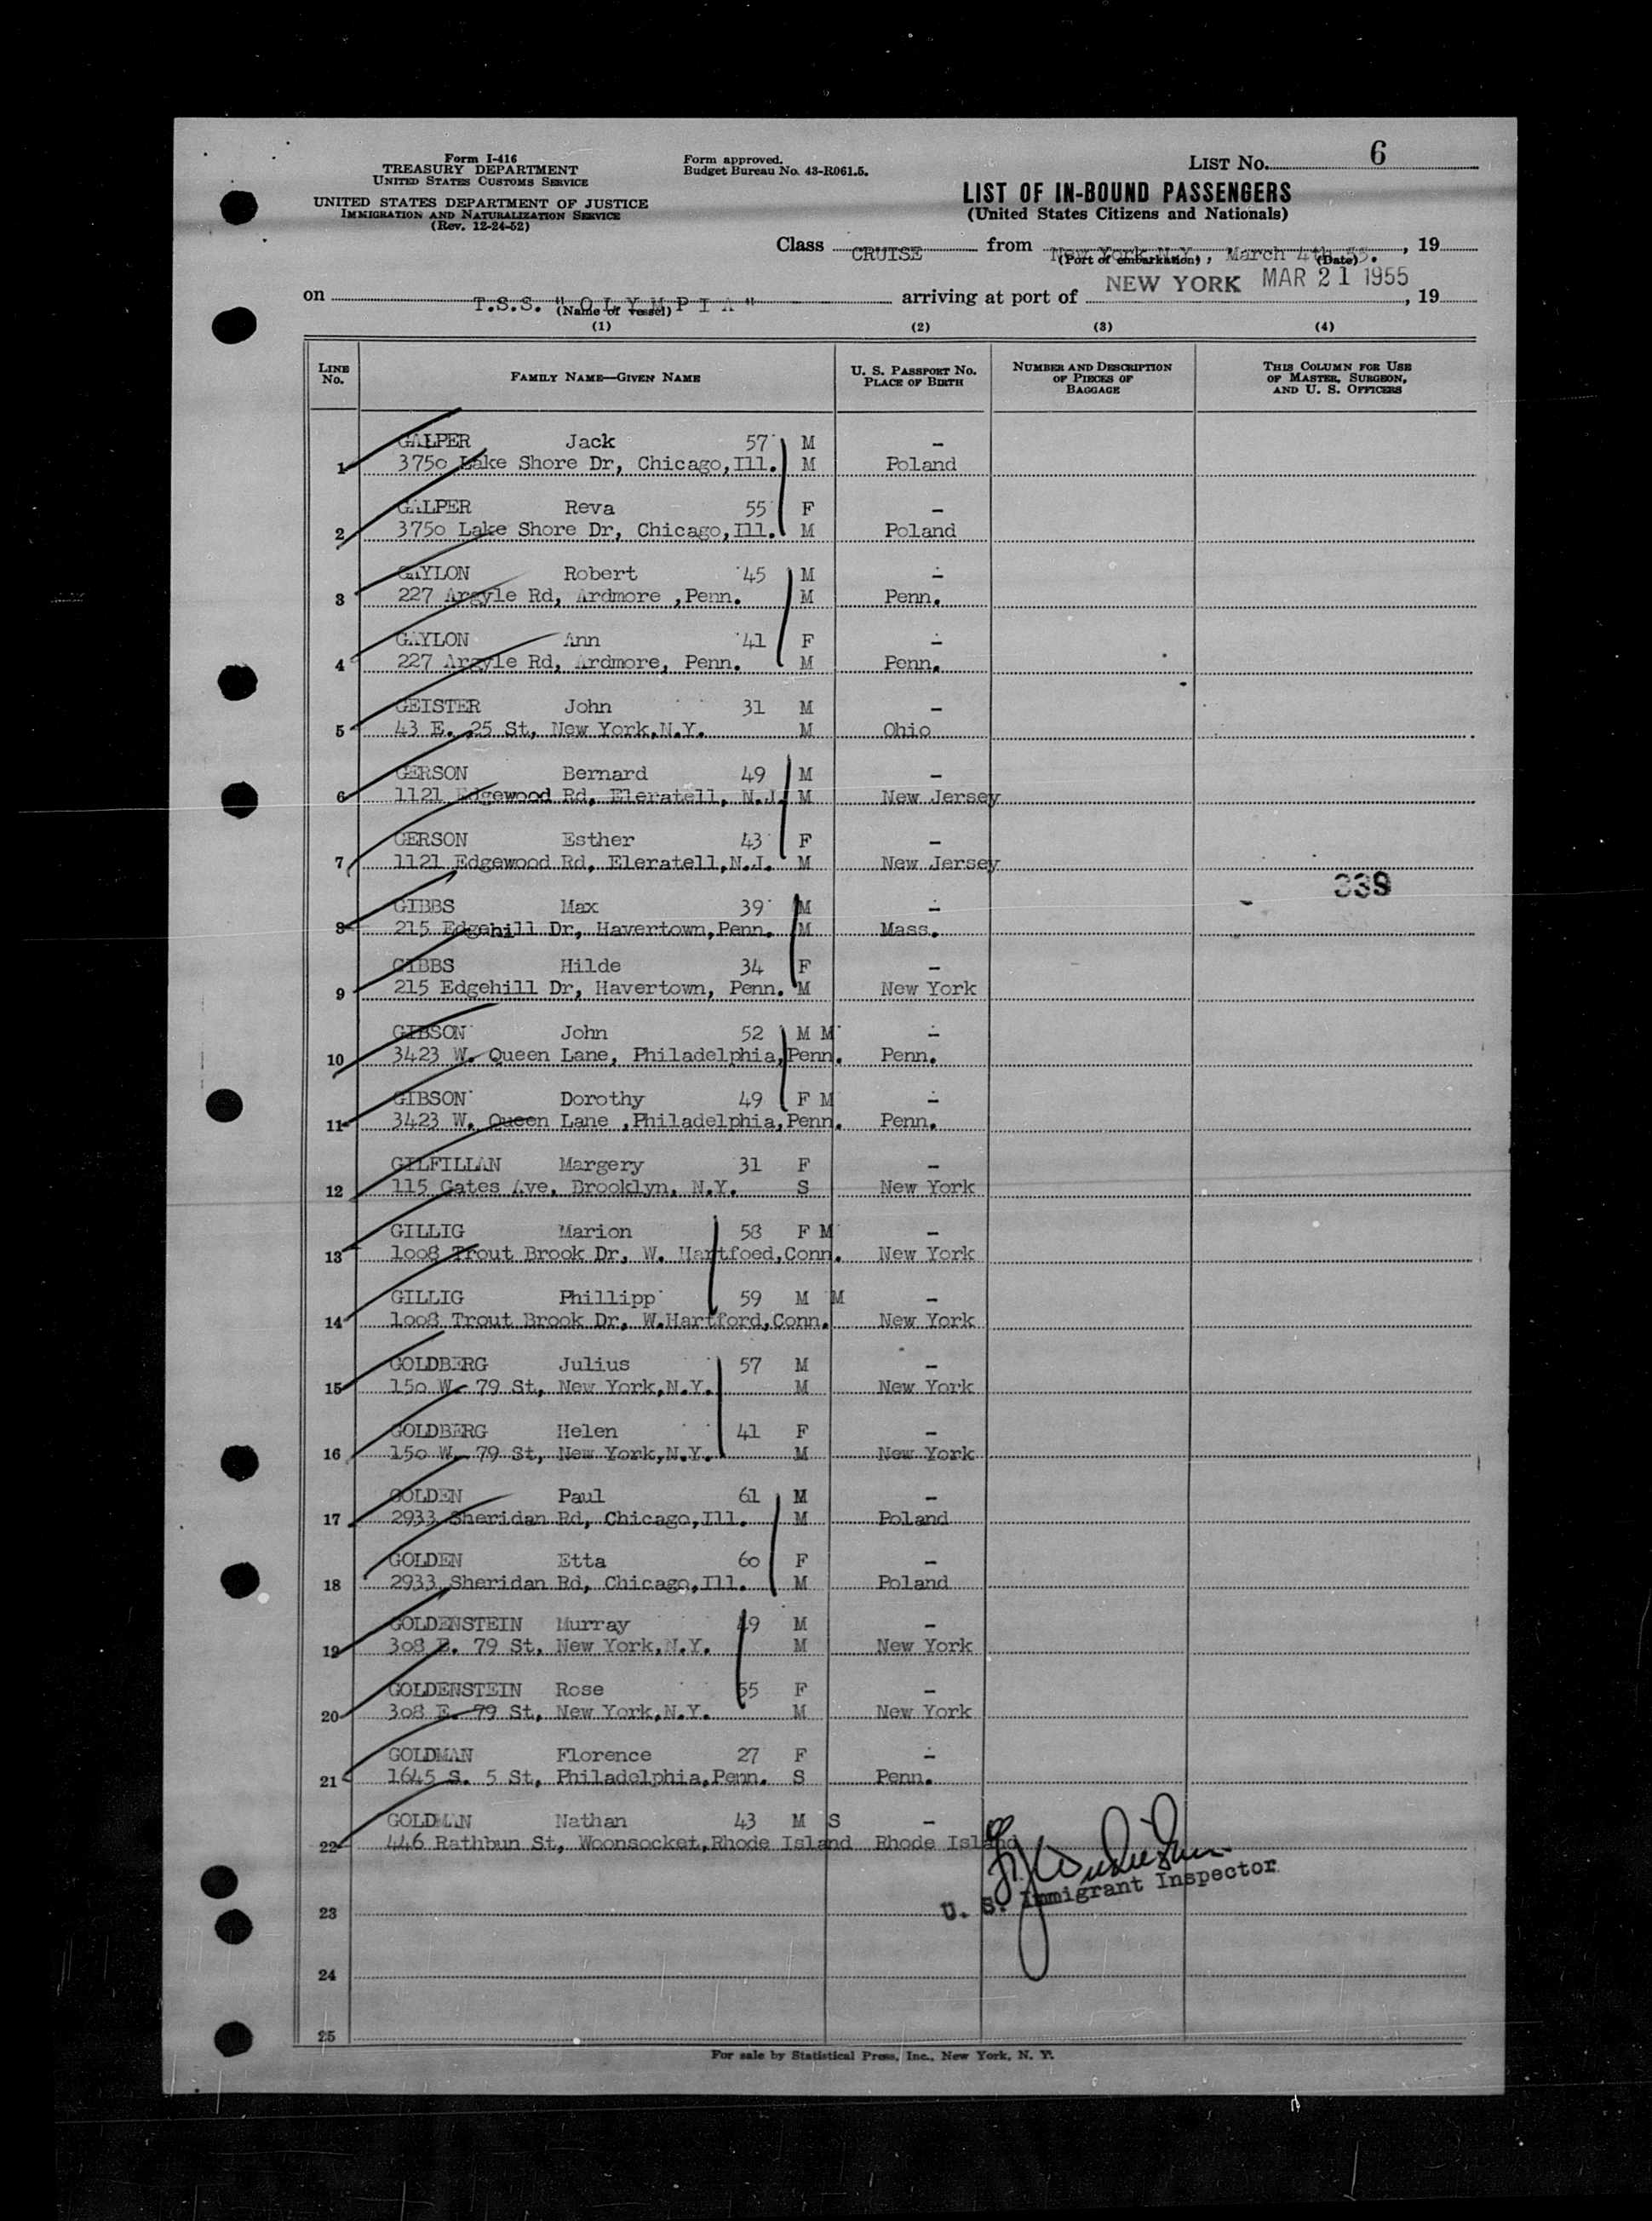 Form I-416
TREASURY DEPARTMENT
UNITED STATES CUSTOMS SERVICE
UNITED STATES DEPARTMENT OF JUSTICE
IMMIGRATION AND NATURALIZATION SERVICE
(Rev. 12-24-52)
Form approved.
Budget Bureau No. 43-R061.5.
LIST NO. 6
LIST OF IN-BOUND PASSENGERS
(United States Citizens and Nationals)
Class CRUISE from New York N.Y., March 4th 55. , 19
(Port of embarkation) (Date)
on T.S.S. "OLYMPIA" arriving at port of NEW YORK MAR 21 1955 , 19
(Name of vessel)
(1) (2) (3) (4)
LINE NO. FAMILY NAME—GIVEN NAME U. S. PASSPORT NO. PLACE OF BIRTH NUMBER AND DESCRIPTION OF PIECES OF BAGGAGE THIS COLUMN FOR USE OF MASTER, SURGEON, AND U. S. OFFICERS
GALPER Jack 57 M -
1 3750 Lake Shore Dr, Chicago,Ill. M Poland
GALPER Reva 55 F -
2 3750 Lake Shore Dr, Chicago,Ill. M Poland
GAYLON Robert 45 M -
3 227 Argyle Rd, Ardmore ,Penn. M Penn.
GAYLON Ann 41 F -
4 227 Argyle Rd, Ardmore, Penn. M Penn.
GEISTER John 31 M -
5 43 E. 25 St, New York,N.Y. M Ohio
GERSON Bernard 49 M -
6 1121 Edgewood Rd, Eleratell, N.J. M New Jersey
GERSON Esther 43 F -
7 1121 Edgewood Rd, Eleratell,N.J. M New Jersey
339
GIBBS Max 39 M -
8 215 Edgehill Dr, Havertown,Penn. M Mass.
GIBBS Hilde 34 F -
9 215 Edgehill Dr, Havertown, Penn. M New York
GIBSON John 52 M M -
10 3423 W. Queen Lane, Philadelphia,Penn. Penn.
GIBSON Dorothy 49 F M -
11 3423 W. Queen Lane ,Philadelphia,Penn. Penn.
GILFILLAN Margery 31 F -
12 115 Gates Ave, Brooklyn, N.Y. S New York
GILLIG Marion 58 F M -
13 1008 Trout Brook Dr, W. Hartfoed,Conn. New York
GILLIG Phillipp 59 M M -
14 1008 Trout Brook Dr, W.Hartford,Conn. New York
GOLDBERG Julius 57 M -
15 150 W. 79 St, New York,N.Y. M New York
GOLDBERG Helen 41 F -
16 150 W. 79 St, New York,N.Y. M New York
GOLDEN Paul 61 M -
17 2933 Sheridan Rd, Chicago,Ill. M Poland
GOLDEN Etta 60 F -
18 2933 Sheridan Rd, Chicago,Ill. M Poland
GOLDENSTEIN Murray 49 M -
19 308 E. 79 St, New York,N.Y. M New York
GOLDENSTEIN Rose 55 F -
20 308 E. 79 St, New York,N.Y. M New York
GOLDMAN Florence 27 F -
21 1645 S. 5 St, Philadelphia,Penn. S Penn.
GOLDMAN Nathan 43 M S -
22 446 Rathbun St, Woonsocket,Rhode Island Rhode Island
U. S. Immigrant Inspector
23
24
25
For sale by Statistical Press, Inc., New York, N. Y.